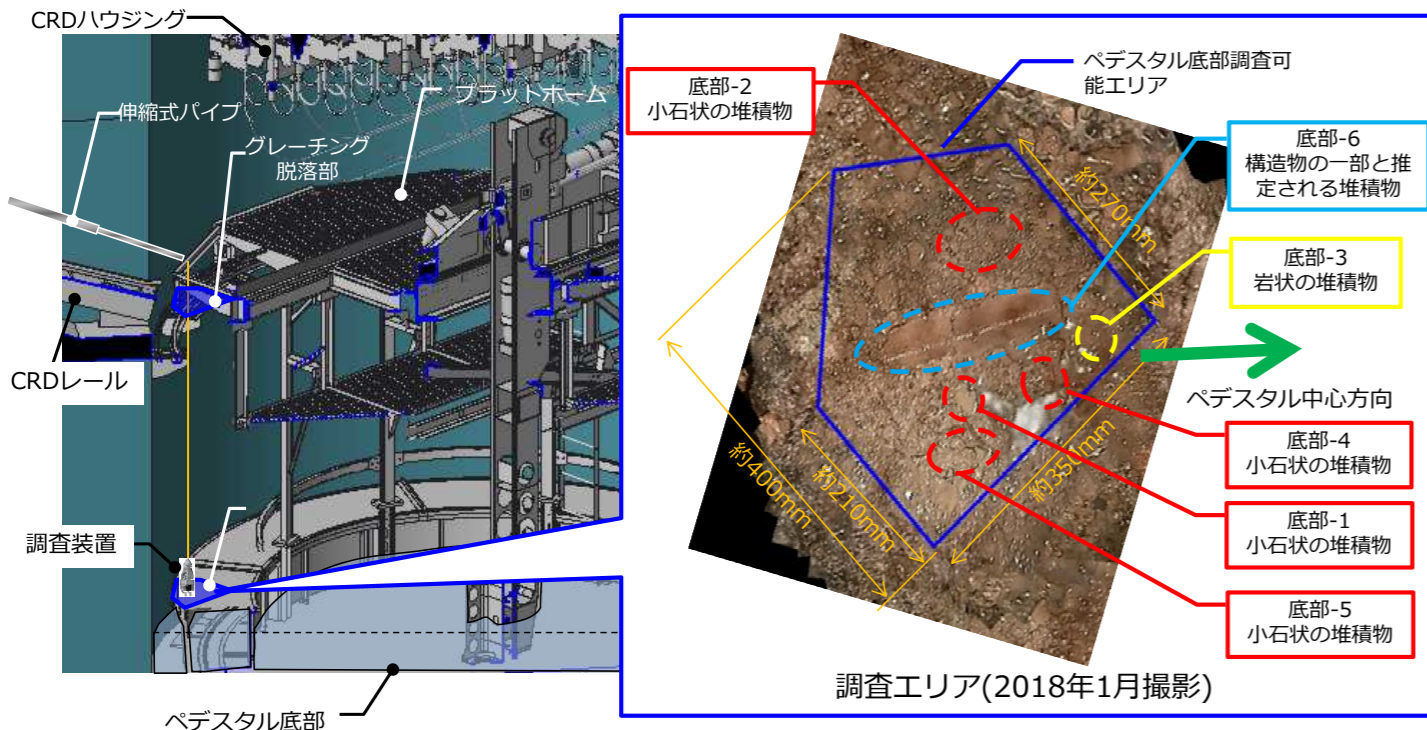 CRDハウジング
伸縮式パイプ
プラットホーム
グレーチング
脱落部
CRDレール
調査装置
ペデスタル底部
底部-2
小石状の堆積物
ペデスタル底部調査可
能エリア
底部-6
構造物の一部と推
定される堆積物
約270mm
底部-3
岩状の堆積物
ペデスタル中心方向
約400mm
約210mm
約350mm
底部-4
小石状の堆積物
底部-1
小石状の堆積物
底部-5
小石状の堆積物
調査エリア(2018年1月撮影)